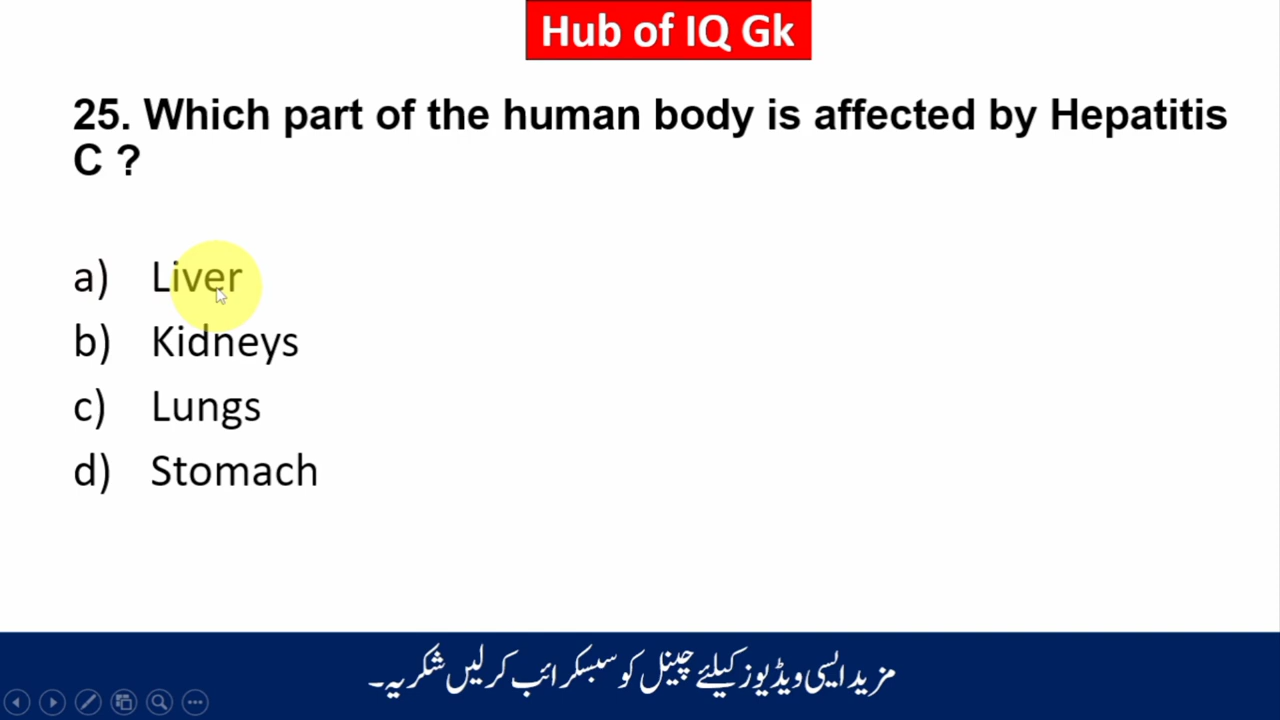 Hub of IQ Gk
25. Which part of the human body is affected by Hepatitis
C ?
a) Liver
b) Kidneys
c) Lungs
d) Stomach
مزید ایسی ویڈیوز کیلئے چینل کو سبسکرائب کر لیں شکریہ۔